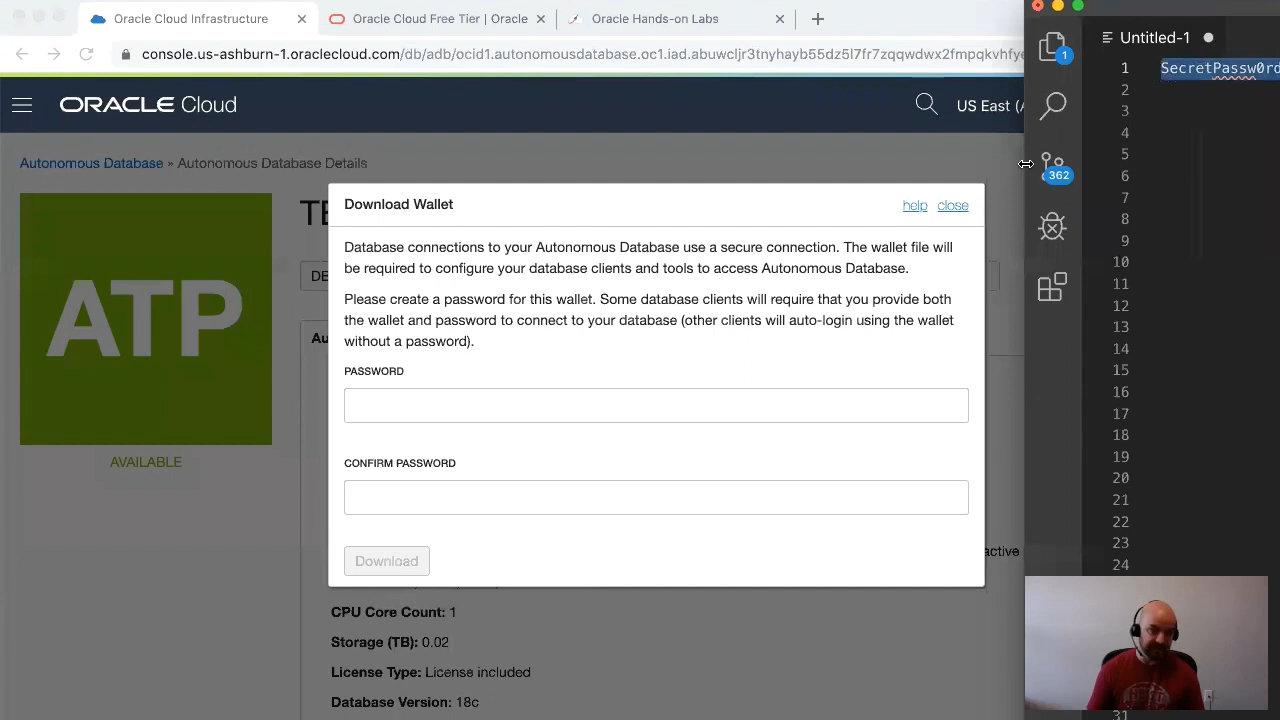 Oracle Cloud Infrastructure
Oracle Cloud Free Tier | Oracle
Oracle Hands-on Labs
console.us-ashburn-1.oraclecloud.com/db/adb/ocid1.autonomousdatabase.oc1.iad.abuwcljr3tnyhayb55dz5l7fr7zqqwdwx2fmpqkvhfye
ORACLE Cloud
US East (A
Autonomous Database » Autonomous Database Details
ATP
AVAILABLE
TE
DE
Au
Download Wallet
help close
Database connections to your Autonomous Database use a secure connection. The wallet file will
be required to configure your database clients and tools to access Autonomous Database.
Please create a password for this wallet. Some database clients will require that you provide both
the wallet and password to connect to your database (other clients will auto-login using the wallet
without a password).
PASSWORD
CONFIRM PASSWORD
Download
active
CPU Core Count: 1
Storage (TB): 0.02
License Type: License included
Database Version: 18c
Untitled-1
1
362
1 SecretPassw0rd
2
3
4
5
6
7
8
9
10
11
12
13
14
15
16
17
18
19
20
21
22
23
24
31